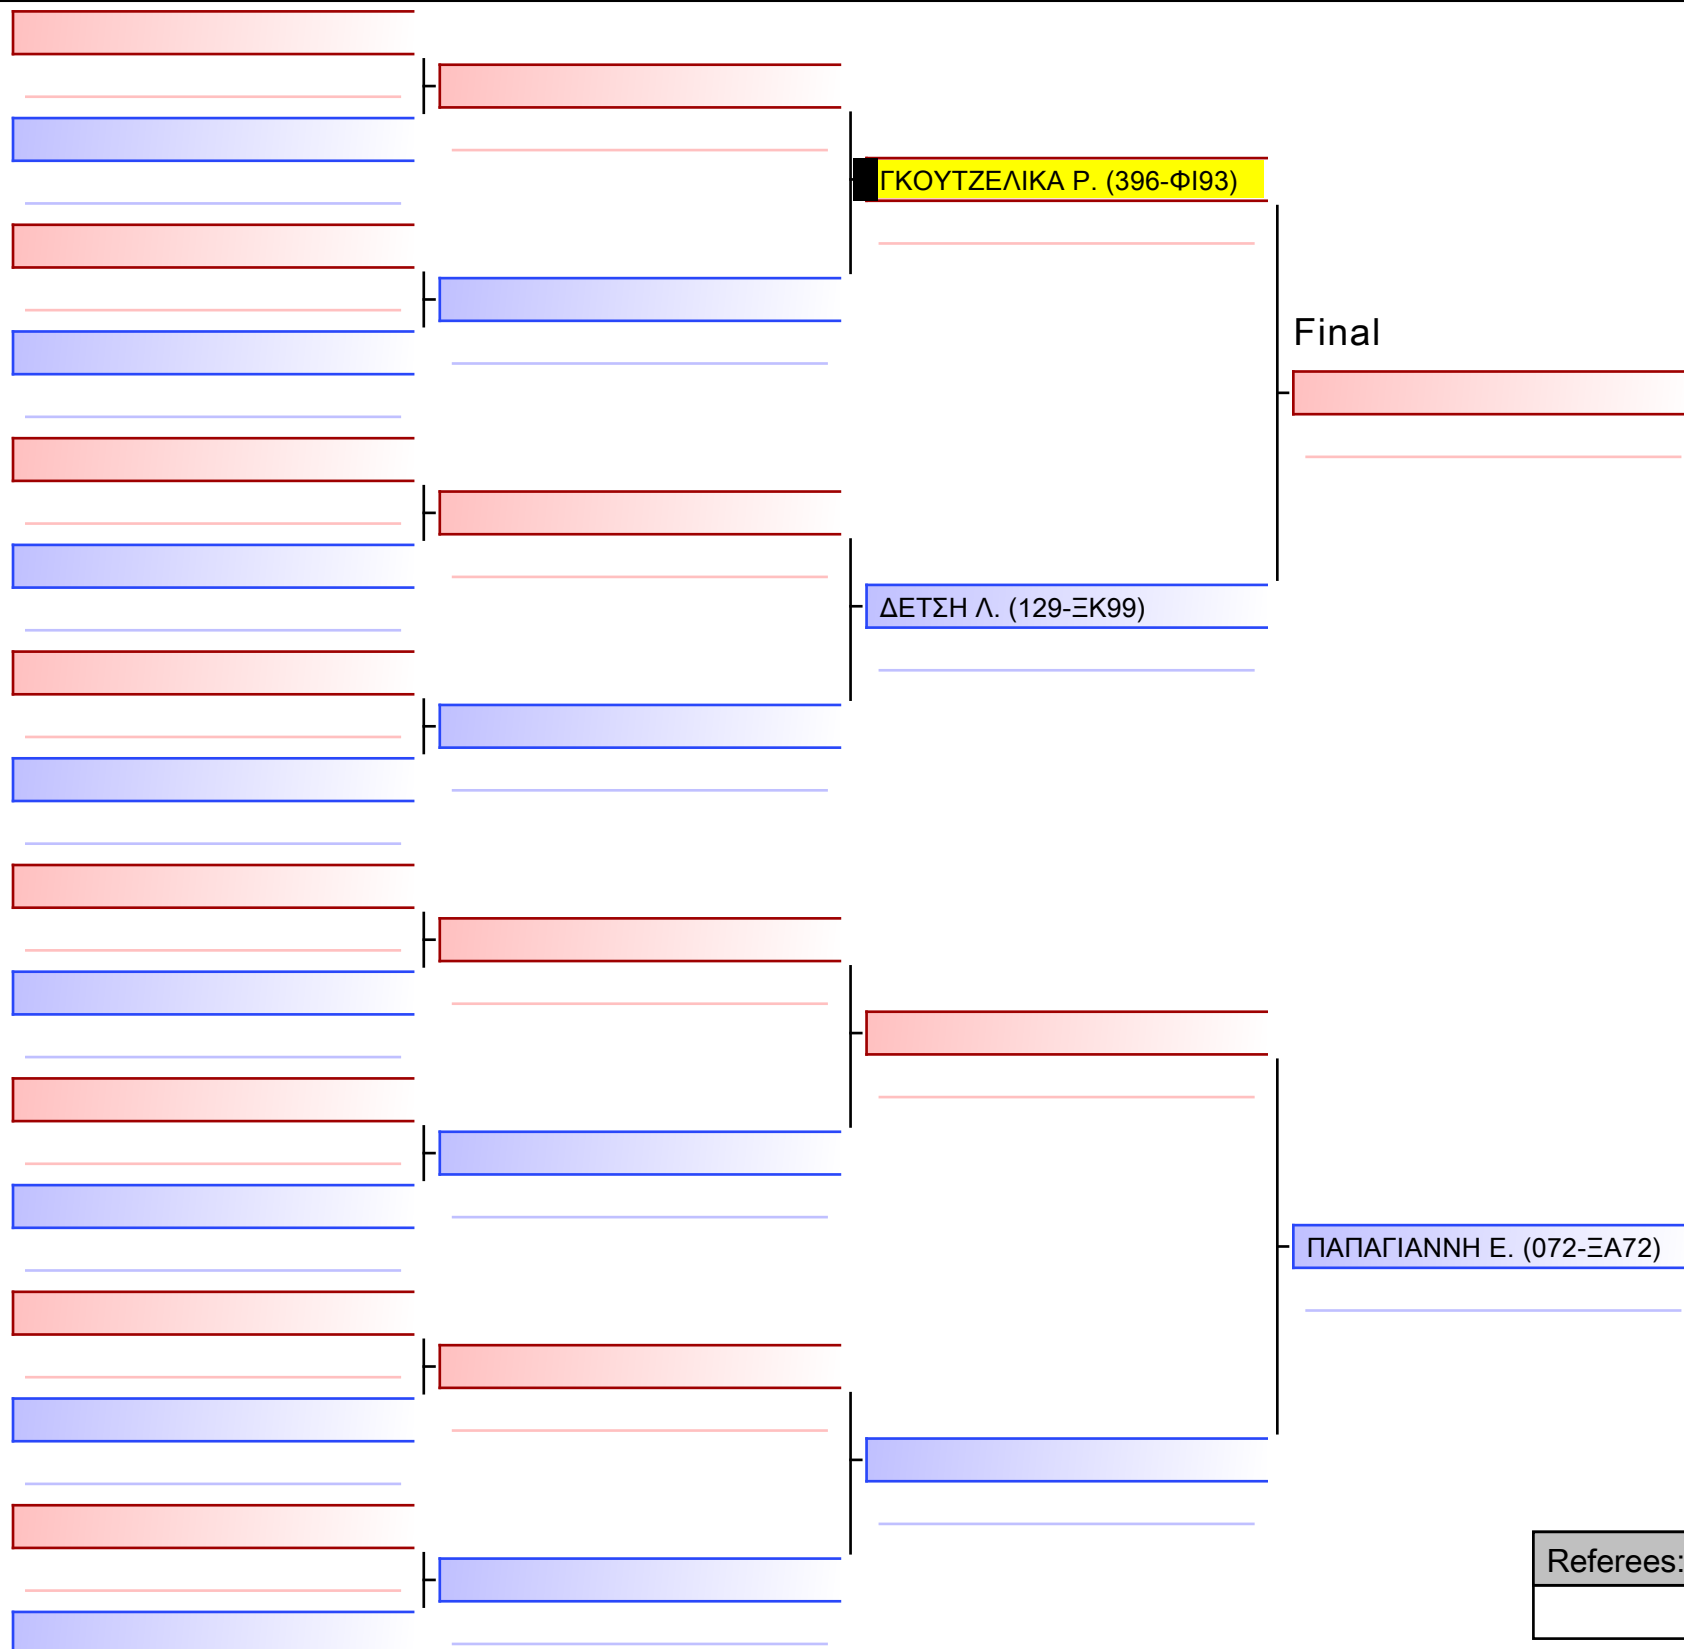 ΓΚΟΥΤΖΕΛΙΚΑ Ρ. (396-ΦΙ93)
Final
ΔΕΤΣΗ Λ. (129-ΞΚ99)
ΠΑΠΑΓΙΑΝΝΗ Ε. (072-ΞΑ72)
Referees: